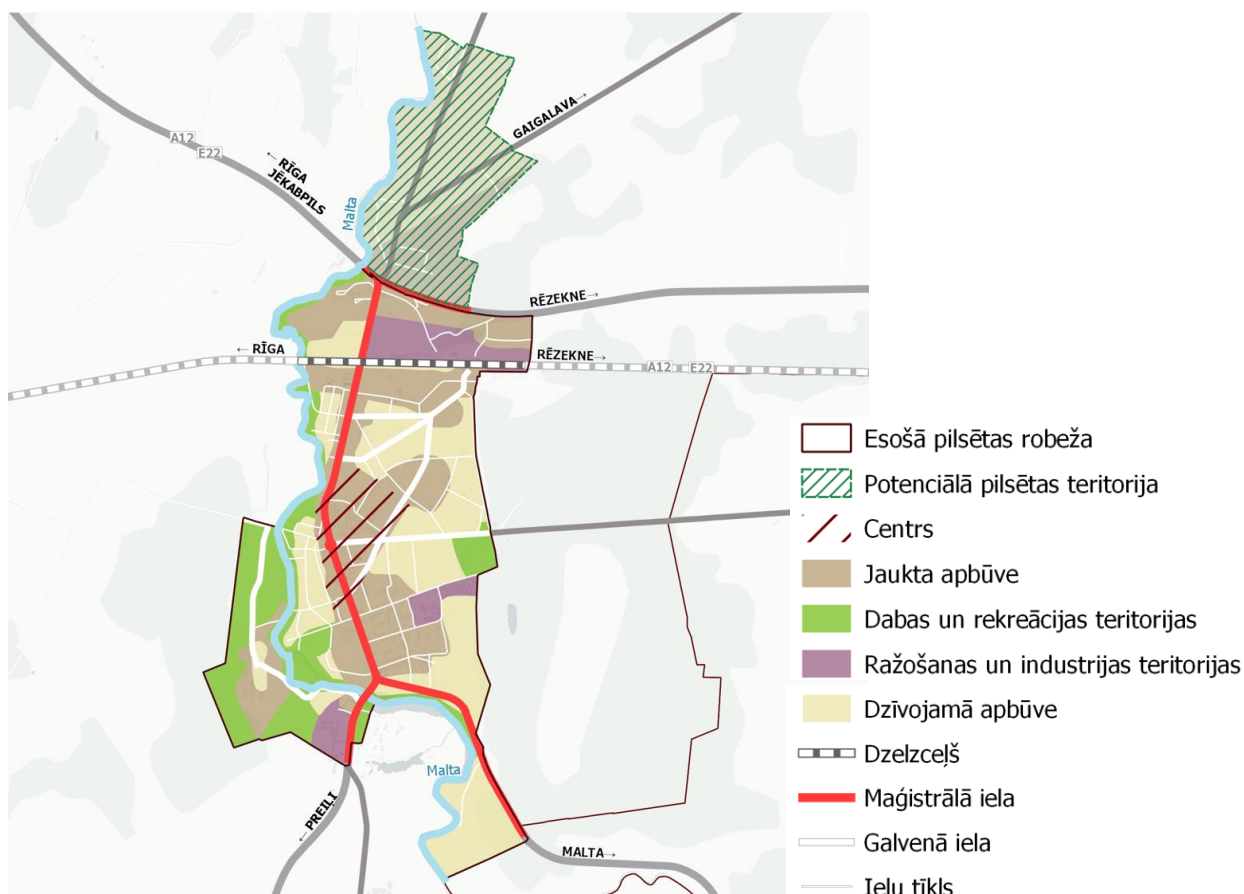 GAIGALAVA→
A12
E22
← RĪGA
JĒKABPILS
Malta
RĒZEKNE→
← RĪGA
RĒZEKNE→
A12 E22
Malta
← PREIĻI
MALTA→
Esošā pilsētas robeža
Potenciālā pilsētas teritorija
Centrs
Jaukta apbūve
Dabas un rekreācijas teritorijas
Ražošanas un industrijas teritorijas
Dzīvojamā apbūve
Dzelzceļš
Maģistrālā iela
Galvenā iela
Ielu tīkls